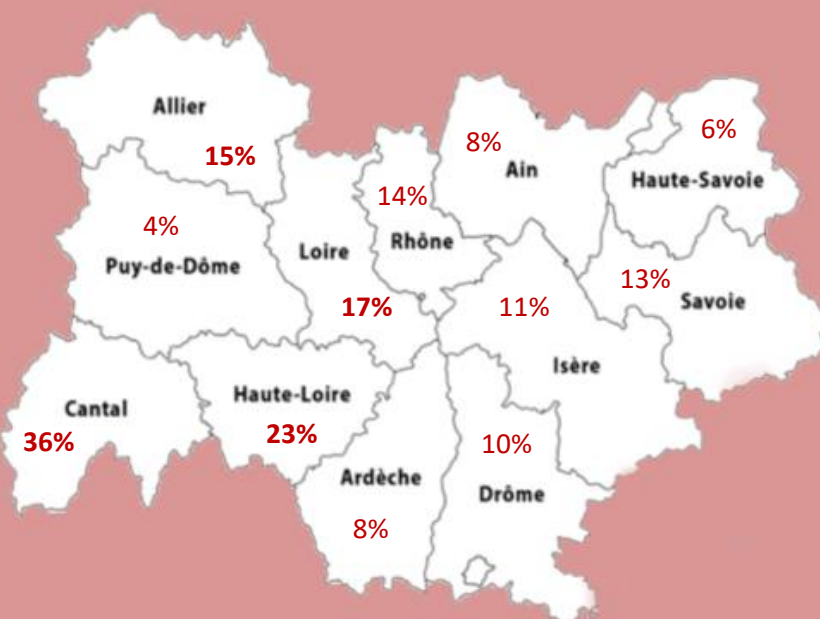 Allier
15%
8%
Ain
6%
Haute-Savoie
14%
Rhône
4%
Puy-de-Dôme
Loire
17%
13%
Savoie
11%
Isère
Cantal
36%
Haute-Loire
23%
10%
Drôme
Ardèche
8%